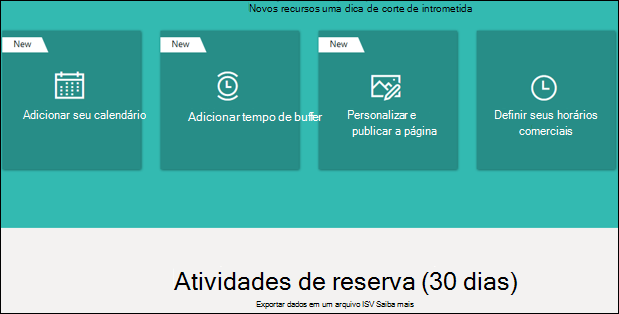 Novos recursos uma dica de corte de intrometida
New
New
New
Adicionar seu calendário
Adicionar tempo de buffer
Personalizar e
publicar a página
Definir seus horários
comerciais
Atividades de reserva (30 dias)
Exportar dados em um arquivo ISV Saiba mais